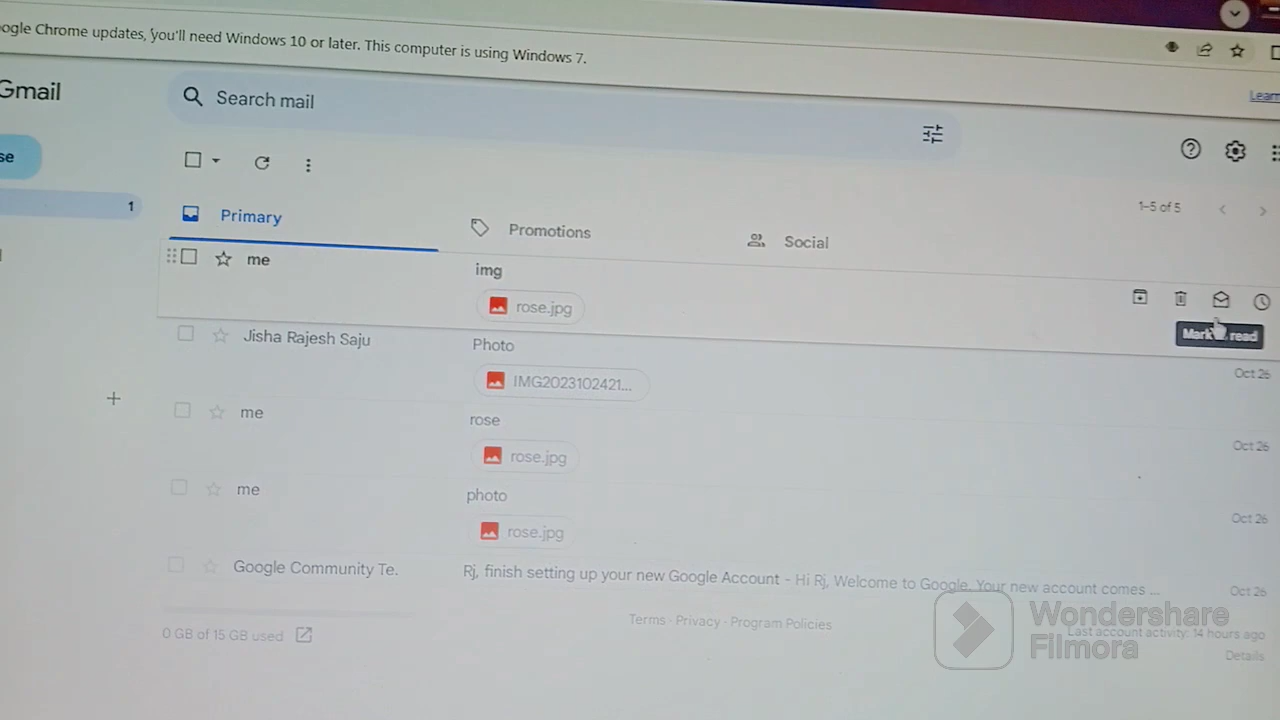 ogle Chrome updates, you'll need Windows 10 or later. This computer is using Windows 7.
Learn
Gmail
Search mail
se
1
1–5 of 5
Primary
Promotions
Social
me
img
rose.jpg
Mark read
Jisha Rajesh Saju
Photo
IMG2023102421...
Oct 26
me
rose
rose.jpg
Oct 26
me
photo
rose.jpg
Oct 26
Google Community Te.
Rj, finish setting up your new Google Account - Hi Rj, Welcome to Google. Your new account comes ...
Oct 26
0 GB of 15 GB used
Terms · Privacy · Program Policies
Last account activity: 14 hours ago
Details
Wondershare
Filmora